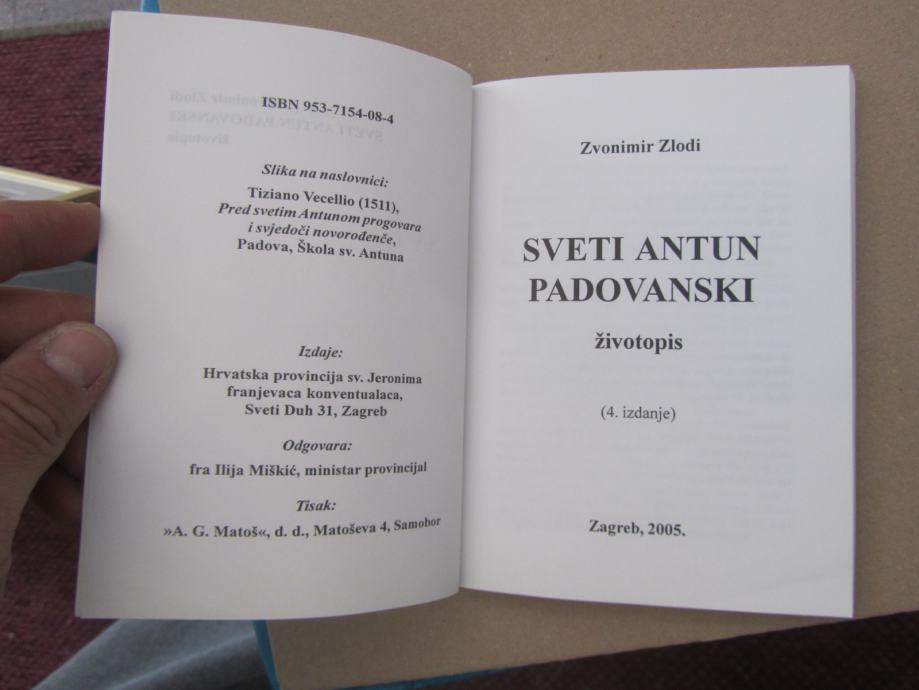 ISBN 953-7154-08-4
Slika na naslovnici:
Tiziano Vecellio (1511),
Pred svetim Antunom progovara
i svjedoči novorođenče,
Padova, Škola sv. Antuna
Izdaje:
Hrvatska provincija sv. Jeronima
franjevaca konventualaca,
Sveti Duh 31, Zagreb
Odgovara:
fra Ilija Miškić, ministar provincijal
Tisak:
»A. G. Matoš«, d. d., Matoševa 4, Samobor
Zvonimir Zlodi
SVETI ANTUN
PADOVANSKI
životopis
(4. izdanje)
Zagreb, 2005.